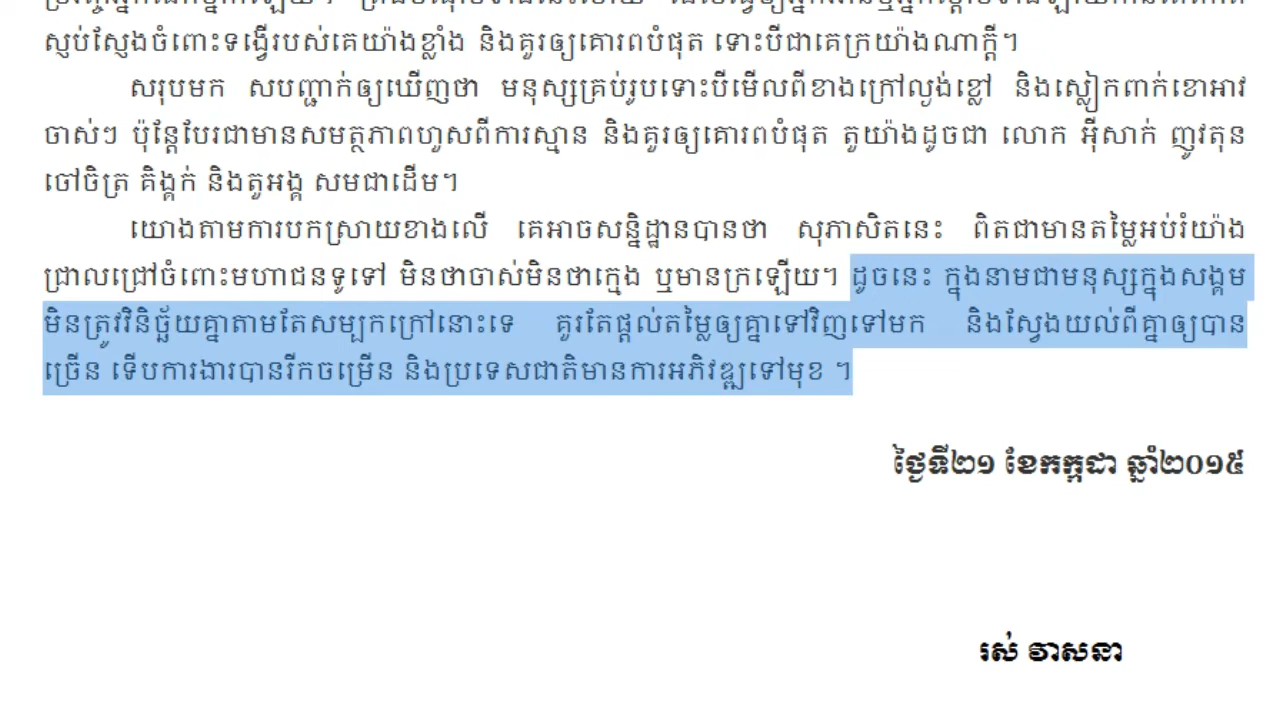 ស្ញប់ស្ញែងចំពោះទង្វើរបស់គេយ៉ាងខ្លាំង និងគួរឲ្យគោរពបំផុត ទោះបីជាគេក្រយ៉ាងណាក្តី។
សរុបមក សបញ្ជាក់ឲ្យឃើញថា មនុស្សគ្រប់រូបទោះបីមើលពីខាងក្រៅល្ងង់ខ្លៅ និងស្លៀកពាក់ខោអាវ
ចាស់ៗ ប៉ុន្តែបែរជាមានសមត្ថភាពហួសពីការស្មាន និងគួរឲ្យគោរពបំផុត តួយ៉ាងដូចជា លោក អ៊ីសាក់ ញូវតុន
ចៅចិត្រ គិង្គក់ និងតួអង្គ សមជាដើម។
យោងតាមការបកស្រាយខាងលើ គេអាចសន្និដ្ឋានបានថា សុភាសិតនេះ ពិតជាមានតម្លៃអប់រំយ៉ាង
ជ្រាលជ្រៅចំពោះមហាជនទូទៅ មិនថាចាស់មិនថាក្មេង ឬមានក្រឡើយ។ ដូចនេះ ក្នុងនាមជាមនុស្សក្នុងសង្គម
មិនត្រូវវិនិច្ឆ័យគ្នាតាមតែសម្បកក្រៅនោះទេ គួរតែផ្តល់តម្លៃឲ្យគ្នាទៅវិញទៅមក និងស្វែងយល់ពីគ្នាឲ្យបាន
ច្រើន ទើបការងារបានរីកចម្រើន និងប្រទេសជាតិមានការអភិវឌ្ឍទៅមុខ ។
ថ្ងៃទី២១ ខែកក្កដា ឆ្នាំ២០១៥
រស់ វាសនា